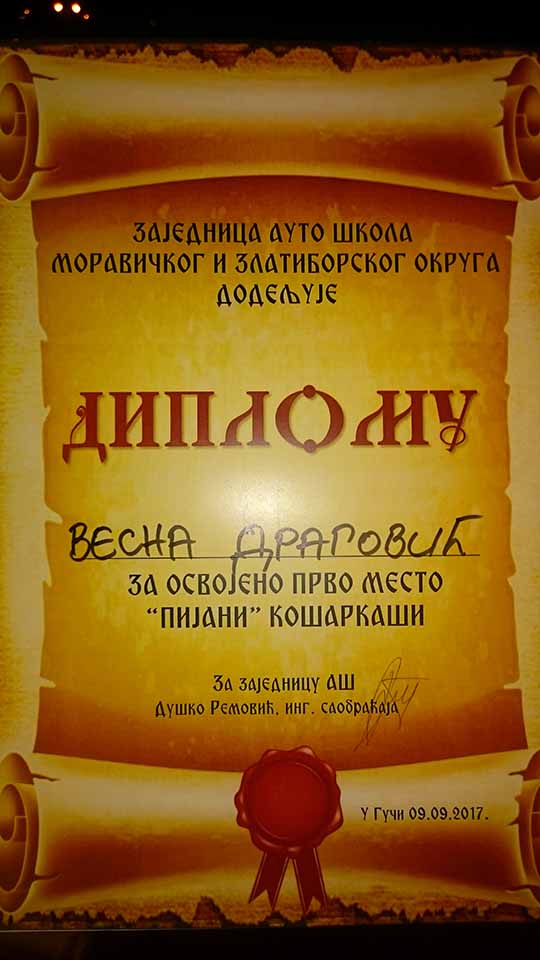 ЗАЈЕДНИЦА АУТО ШКОЛА
МОРАВИЧКОГ И ЗЛАТИБОРСКОГ ОКРУГА
ДОДЕЉУЈЕ
ДИПЛОМУ
ВЕСНА ДРАГОВИЋ
ЗА ОСВОЈЕНО ПРВО МЕСТО
“ПИЈАНИ” КОШАРКАШИ
За заједницу АШ
Душко Ремовић, инг. саобраћаја
У Гучи 09.09.2017.